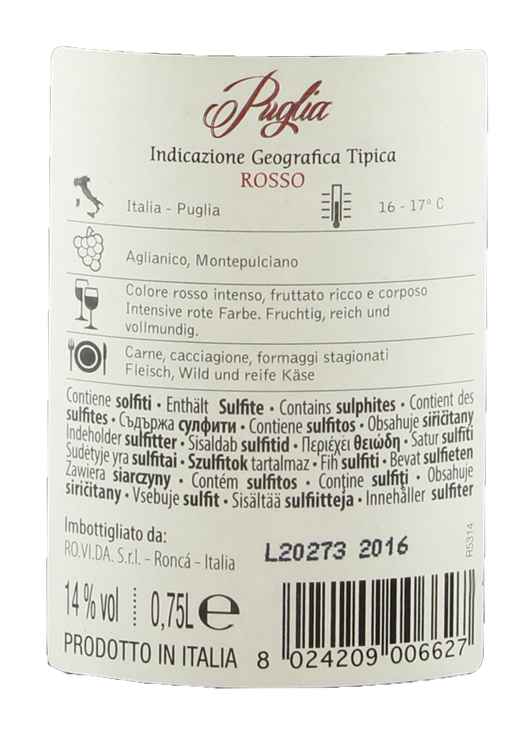 Puglia
Indicazione Geografica Tipica
ROSSO
Italia - Puglia
16 - 17° C
Aglianico, Montepulciano
Colore rosso intenso, fruttato ricco e corposo
Intensive rote Farbe. Fruchtig, reich und
vollmundig.
Carne, cacciagione, formaggi stagionati
Fleisch, Wild und reife Käse
Contiene solfiti • Enthält Sulfite • Contains sulphites • Contient des
sulfites • Съдържа сулфити • Contiene sulfitos • Obsahuje siřičitany
Indeholder sulfitter • Sisaldab sulfitid • Περιέχει θειώδη • Satur sulfīti
Sudėtyje yra sulfitai • Szulfitok tartalmaz • Fih sulfiti • Bevat sulfieten
Zawiera siarczyny • Contém sulfitos • Conţine sulfiţi • Obsahuje
siričitany • Vsebuje sulfit • Sisältää sulfiitteja • Innehåller sulfiter
Imbottigliato da:
RO.VI.DA. S.r.l. - Roncá - Italia
L20273 2016
R5314
14 % vol 0,75L e
PRODOTTO IN ITALIA
8 024209 006627